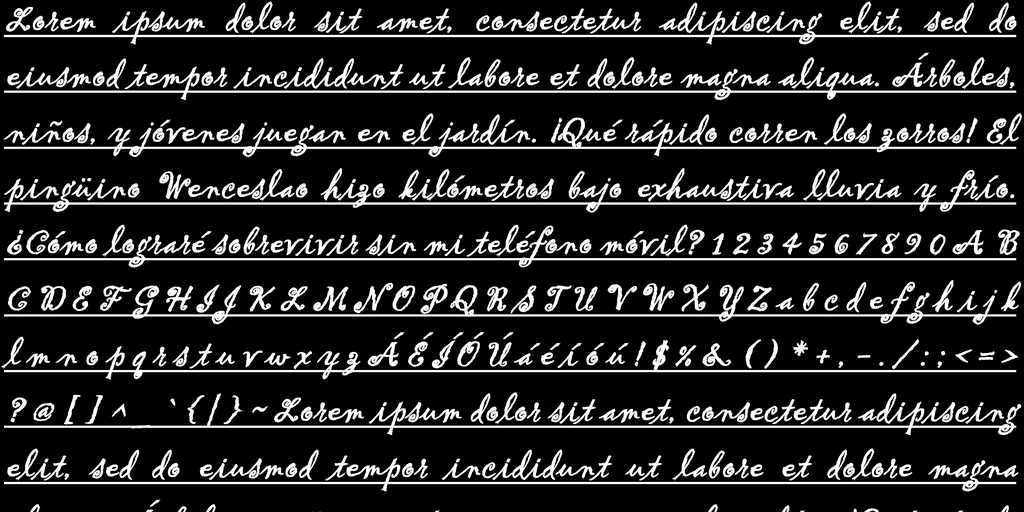 Lorem ipsum dolor sit amet, consectetur adipiscing elit, sed do
eiusmod tempor incididunt ut labore et dolore magna aliqua. Árboles,
niños, y jóvenes juegan en el jardín. ¡Qué rápido corren los zorros! El
pingüino Wenceslao hizo kilómetros bajo exhaustiva lluvia y frío.
¿Cómo lograré sobrevivir sin mi teléfono móvil? 1 2 3 4 5 6 7 8 9 0 A B
C D E F G H I J K L M N O P Q R S T U V W X Y Z a b c d e f g h i j k
l m n o p q r s t u v w x y z Á É Í Ó Ú á é í ó ú ! $ % & ( ) * + , - . / : ; < = >
? @ [ ] ^ _ ` { | } ~ Lorem ipsum dolor sit amet, consectetur adipiscing
elit, sed do eiusmod tempor incididunt ut labore et dolore magna